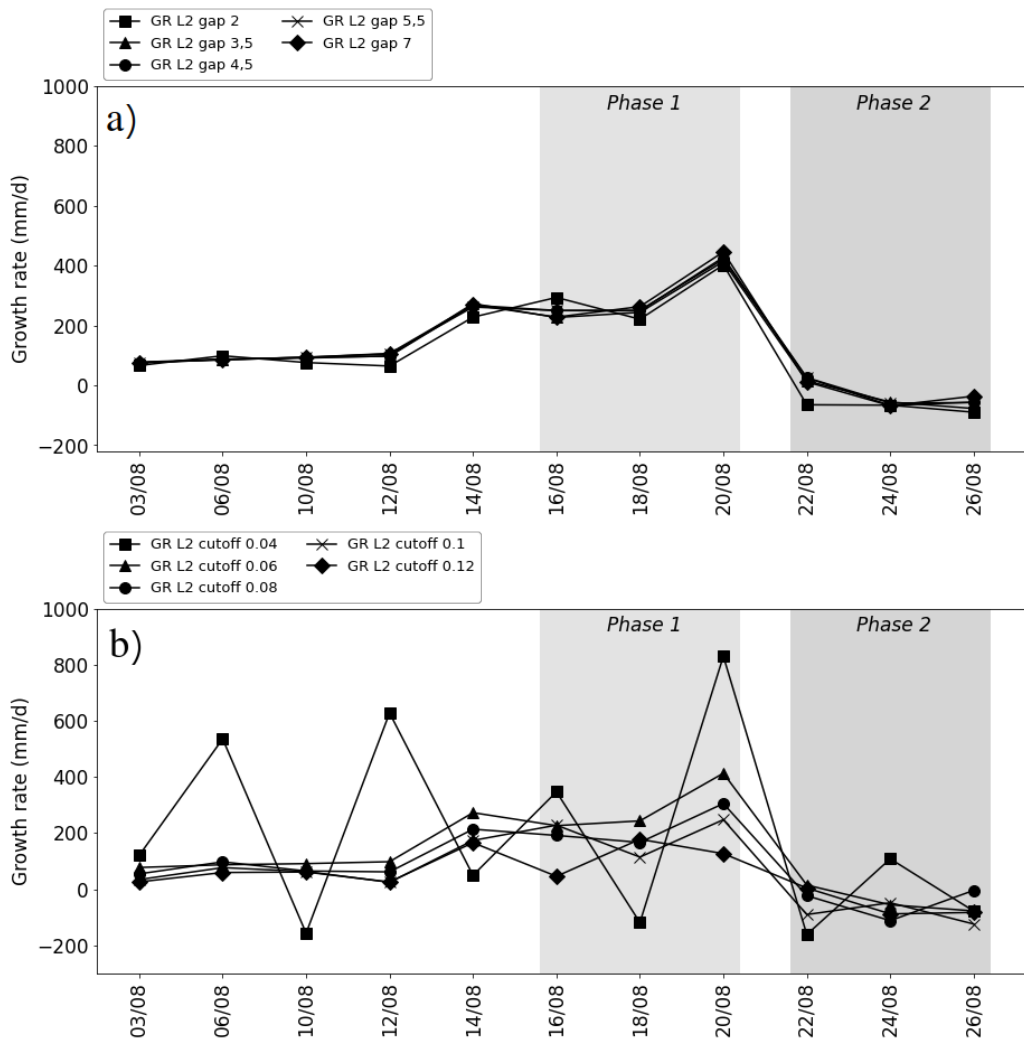 GR L2 gap 2 GR L2 gap 5,5
GR L2 gap 3,5 GR L2 gap 7
GR L2 gap 4,5
a)
Phase 1 Phase 2
Growth rate (mm/d)
1000
800
600
400
200
0
−200
03/08 06/08 10/08 12/08 14/08 16/08 18/08 20/08 22/08 24/08 26/08
GR L2 cutoff 0.04 GR L2 cutoff 0.1
GR L2 cutoff 0.06 GR L2 cutoff 0.12
GR L2 cutoff 0.08
b)
Phase 1 Phase 2
Growth rate (mm/d)
1000
800
600
400
200
0
−200
03/08 06/08 10/08 12/08 14/08 16/08 18/08 20/08 22/08 24/08 26/08